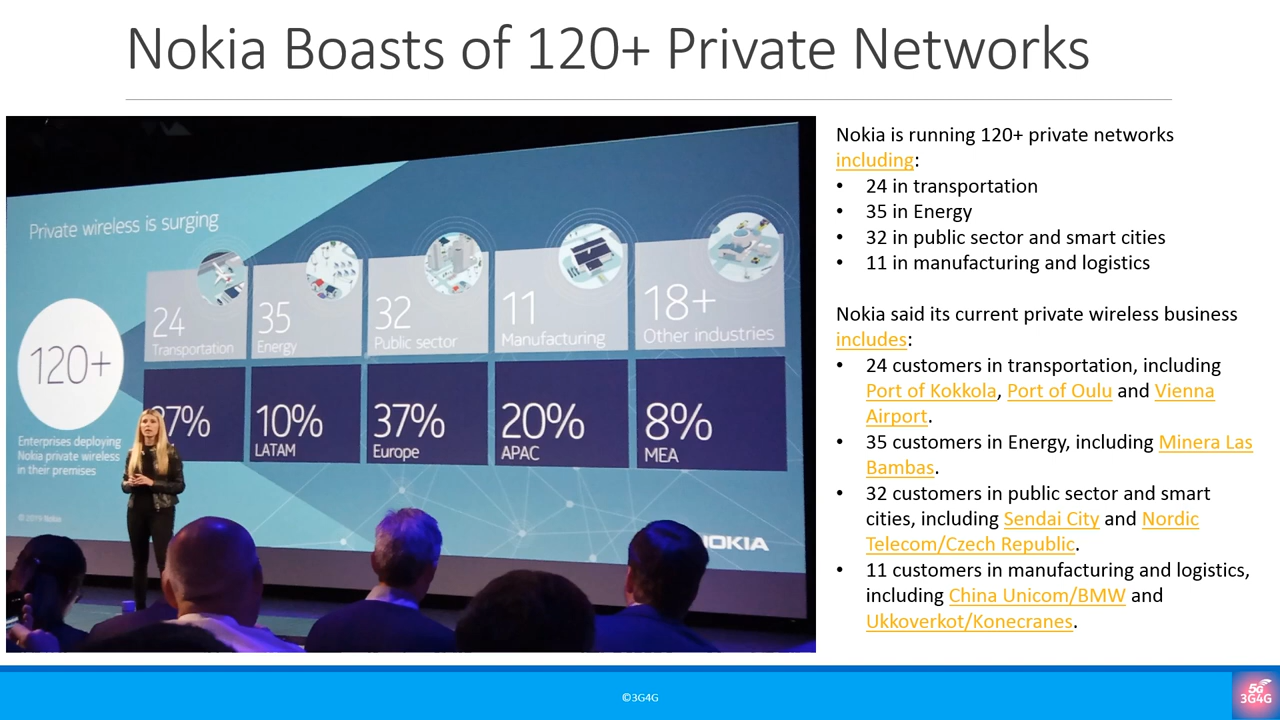 Nokia Boasts of 120+ Private Networks
Private wireless is surging
120+
Enterprises deploying
Nokia private wireless
in their premises
24
Transportation
35
Energy
32
Public sector
11
Manufacturing
18+
Other industries
7%
10%
LATAM
37%
Europe
20%
APAC
8%
MEA
© 2019 Nokia
NOKIA
Nokia is running 120+ private networks
including:
• 24 in transportation
• 35 in Energy
• 32 in public sector and smart cities
• 11 in manufacturing and logistics
Nokia said its current private wireless business
includes:
• 24 customers in transportation, including
Port of Kokkola, Port of Oulu and Vienna
Airport.
• 35 customers in Energy, including Minera Las
Bambas.
• 32 customers in public sector and smart
cities, including Sendai City and Nordic
Telecom/Czech Republic.
• 11 customers in manufacturing and logistics,
including China Unicom/BMW and
Ukkoverkot/Konecranes.
©3G4G
5G
3G4G